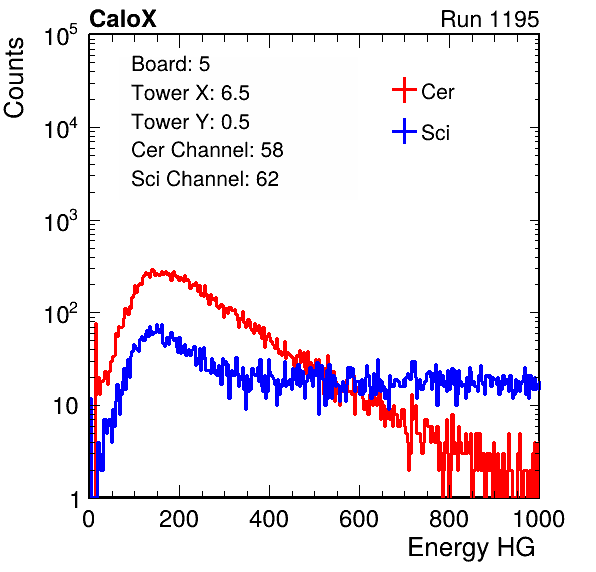 CaloX Run 1195
Counts
10^5
10^4
10^3
10^2
10
1
Board: 5
Tower X: 6.5
Tower Y: 0.5
Cer Channel: 58
Sci Channel: 62
Cer
Sci
0 200 400 600 800 1000
Energy HG